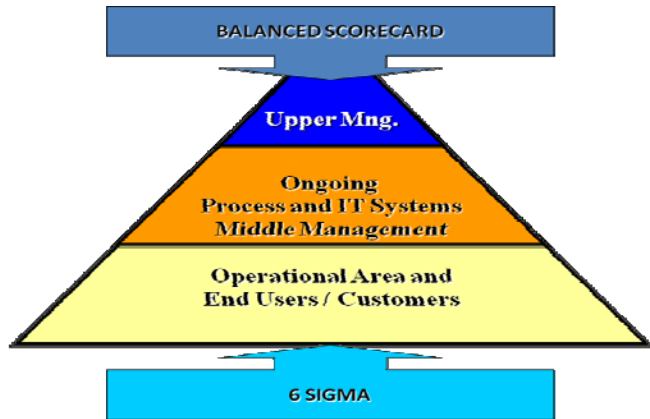 BALANCED SCORECARD
Upper Mng.
Ongoing
Process and IT Systems
Middle Management
Operational Area and
End Users / Customers
6 SIGMA